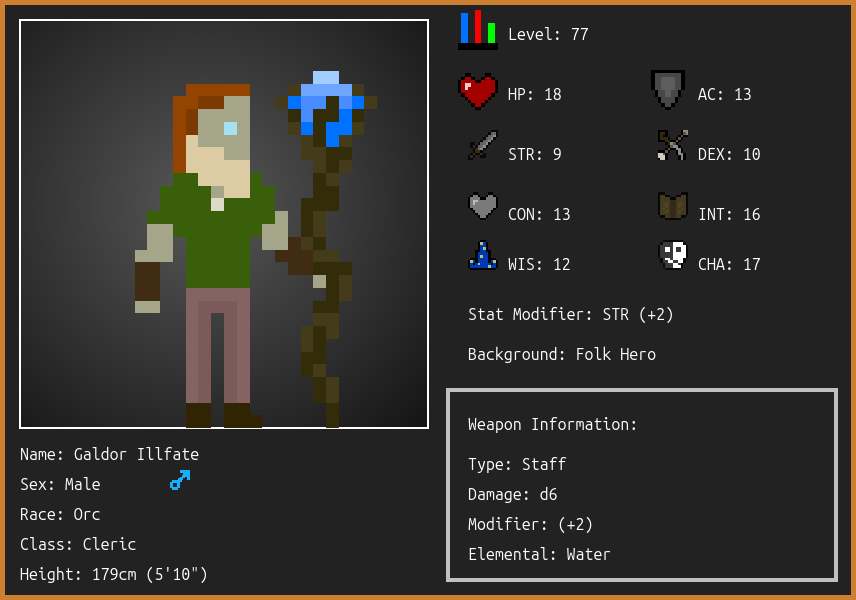 Level: 77
HP: 18
AC: 13
STR: 9
DEX: 10
CON: 13
INT: 16
WIS: 12
CHA: 17
Stat Modifier: STR (+2)
Background: Folk Hero
Weapon Information:
Type: Staff
Damage: d6
Modifier: (+2)
Elemental: Water
Name: Galdor Illfate
Sex: Male
Race: Orc
Class: Cleric
Height: 179cm (5'10")